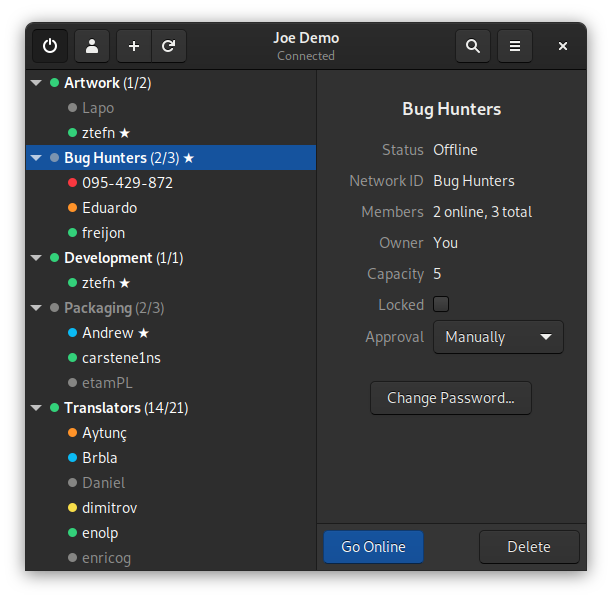 Joe Demo
Connected
Artwork (1/2)
Lapo
ztefn ★
Bug Hunters (2/3) ★
095-429-872
Eduardo
freijon
Development (1/1)
ztefn ★
Packaging (2/3)
Andrew ★
carstene1ns
etamPL
Translators (14/21)
Aytunç
Brbla
Daniel
dimitrov
enolp
enricog
Bug Hunters
Status Offline
Network ID Bug Hunters
Members 2 online, 3 total
Owner You
Capacity 5
Locked
Approval Manually
Change Password...
Go Online
Delete